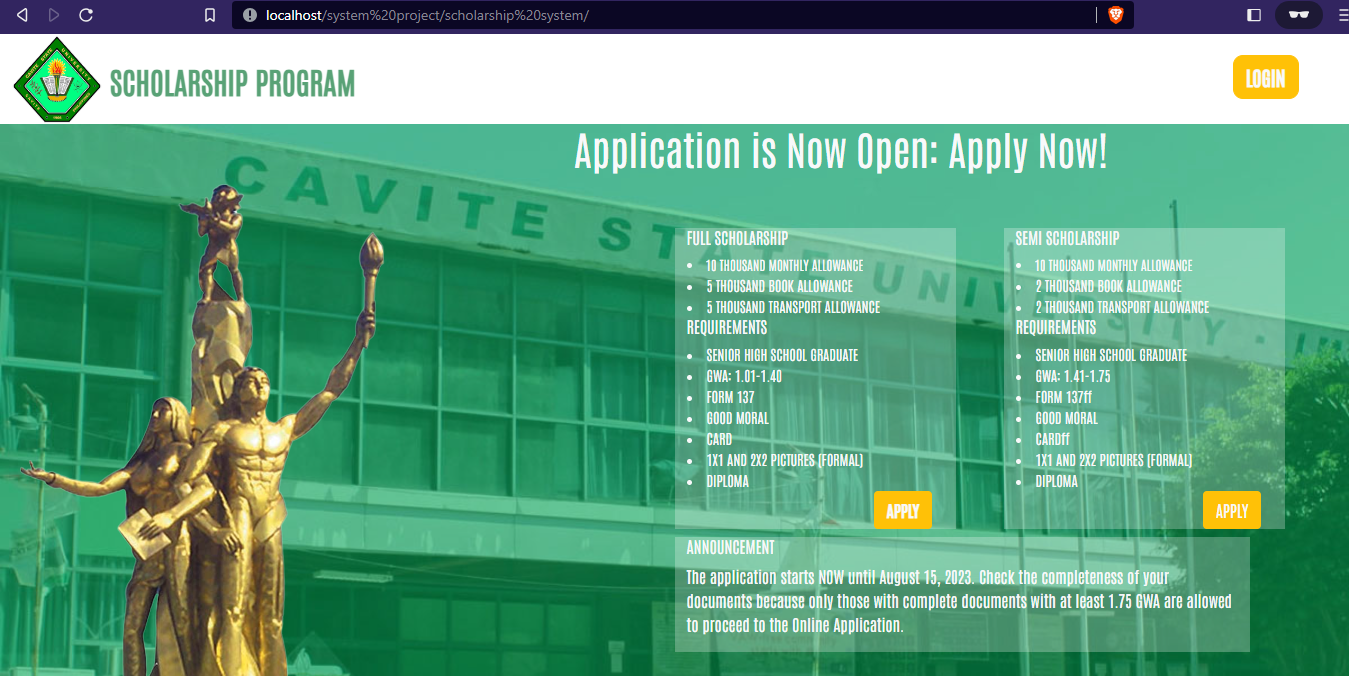 localhost/system%20project/scholarship%20system/
SCHOLARSHIP PROGRAM
LOGIN
Application is Now Open: Apply Now!
CAVITE STATE UNIVERSITY
FULL SCHOLARSHIP
10 THOUSAND MONTHLY ALLOWANCE
5 THOUSAND BOOK ALLOWANCE
5 THOUSAND TRANSPORT ALLOWANCE
REQUIREMENTS
SENIOR HIGH SCHOOL GRADUATE
GWA: 1.01-1.40
FORM 137
GOOD MORAL
CARD
1X1 AND 2X2 PICTURES (FORMAL)
DIPLOMA
APPLY
SEMI SCHOLARSHIP
10 THOUSAND MONTHLY ALLOWANCE
2 THOUSAND BOOK ALLOWANCE
2 THOUSAND TRANSPORT ALLOWANCE
REQUIREMENTS
SENIOR HIGH SCHOOL GRADUATE
GWA: 1.41-1.75
FORM 137ff
GOOD MORAL
CARDff
1X1 AND 2X2 PICTURES (FORMAL)
DIPLOMA
APPLY
ANNOUNCEMENT
The application starts NOW until August 15, 2023. Check the completeness of your
documents because only those with complete documents with at least 1.75 GWA are allowed
to proceed to the Online Application.